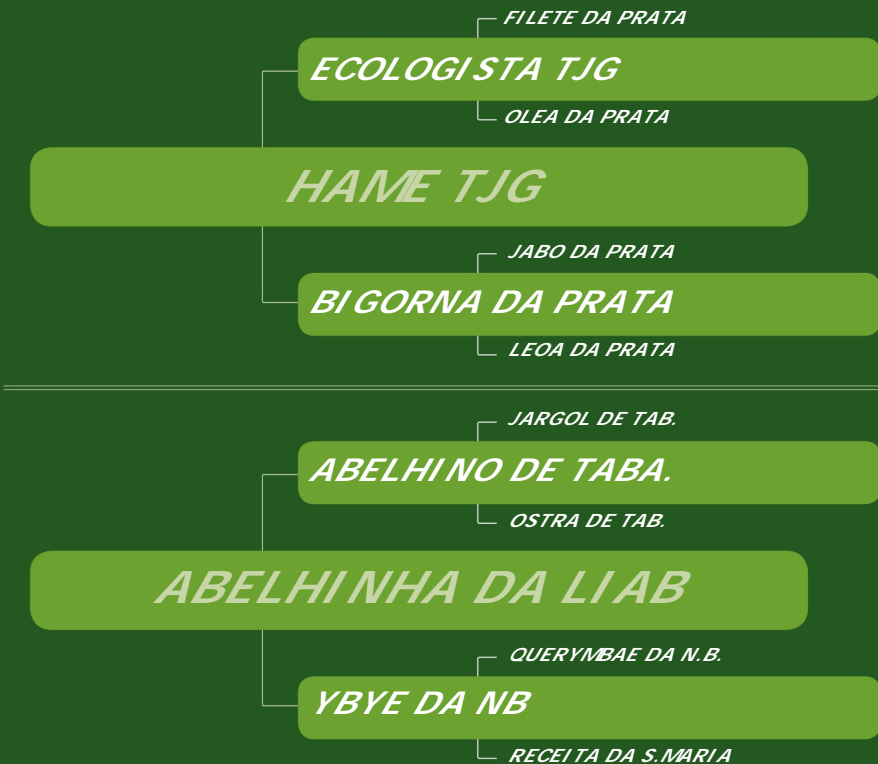 FILETE DA PRATA
ECOLOGISTA TJG
OLEA DA PRATA
HAME TJG
JABO DA PRATA
BIGORNA DA PRATA
LEOA DA PRATA
JARGOL DE TAB.
ABELHINO DE TABA.
OSTRA DE TAB.
ABELHINHA DA LIAB
QUERYMBAE DA N.B.
YBYE DA NB
RECEITA DA S.MARIA